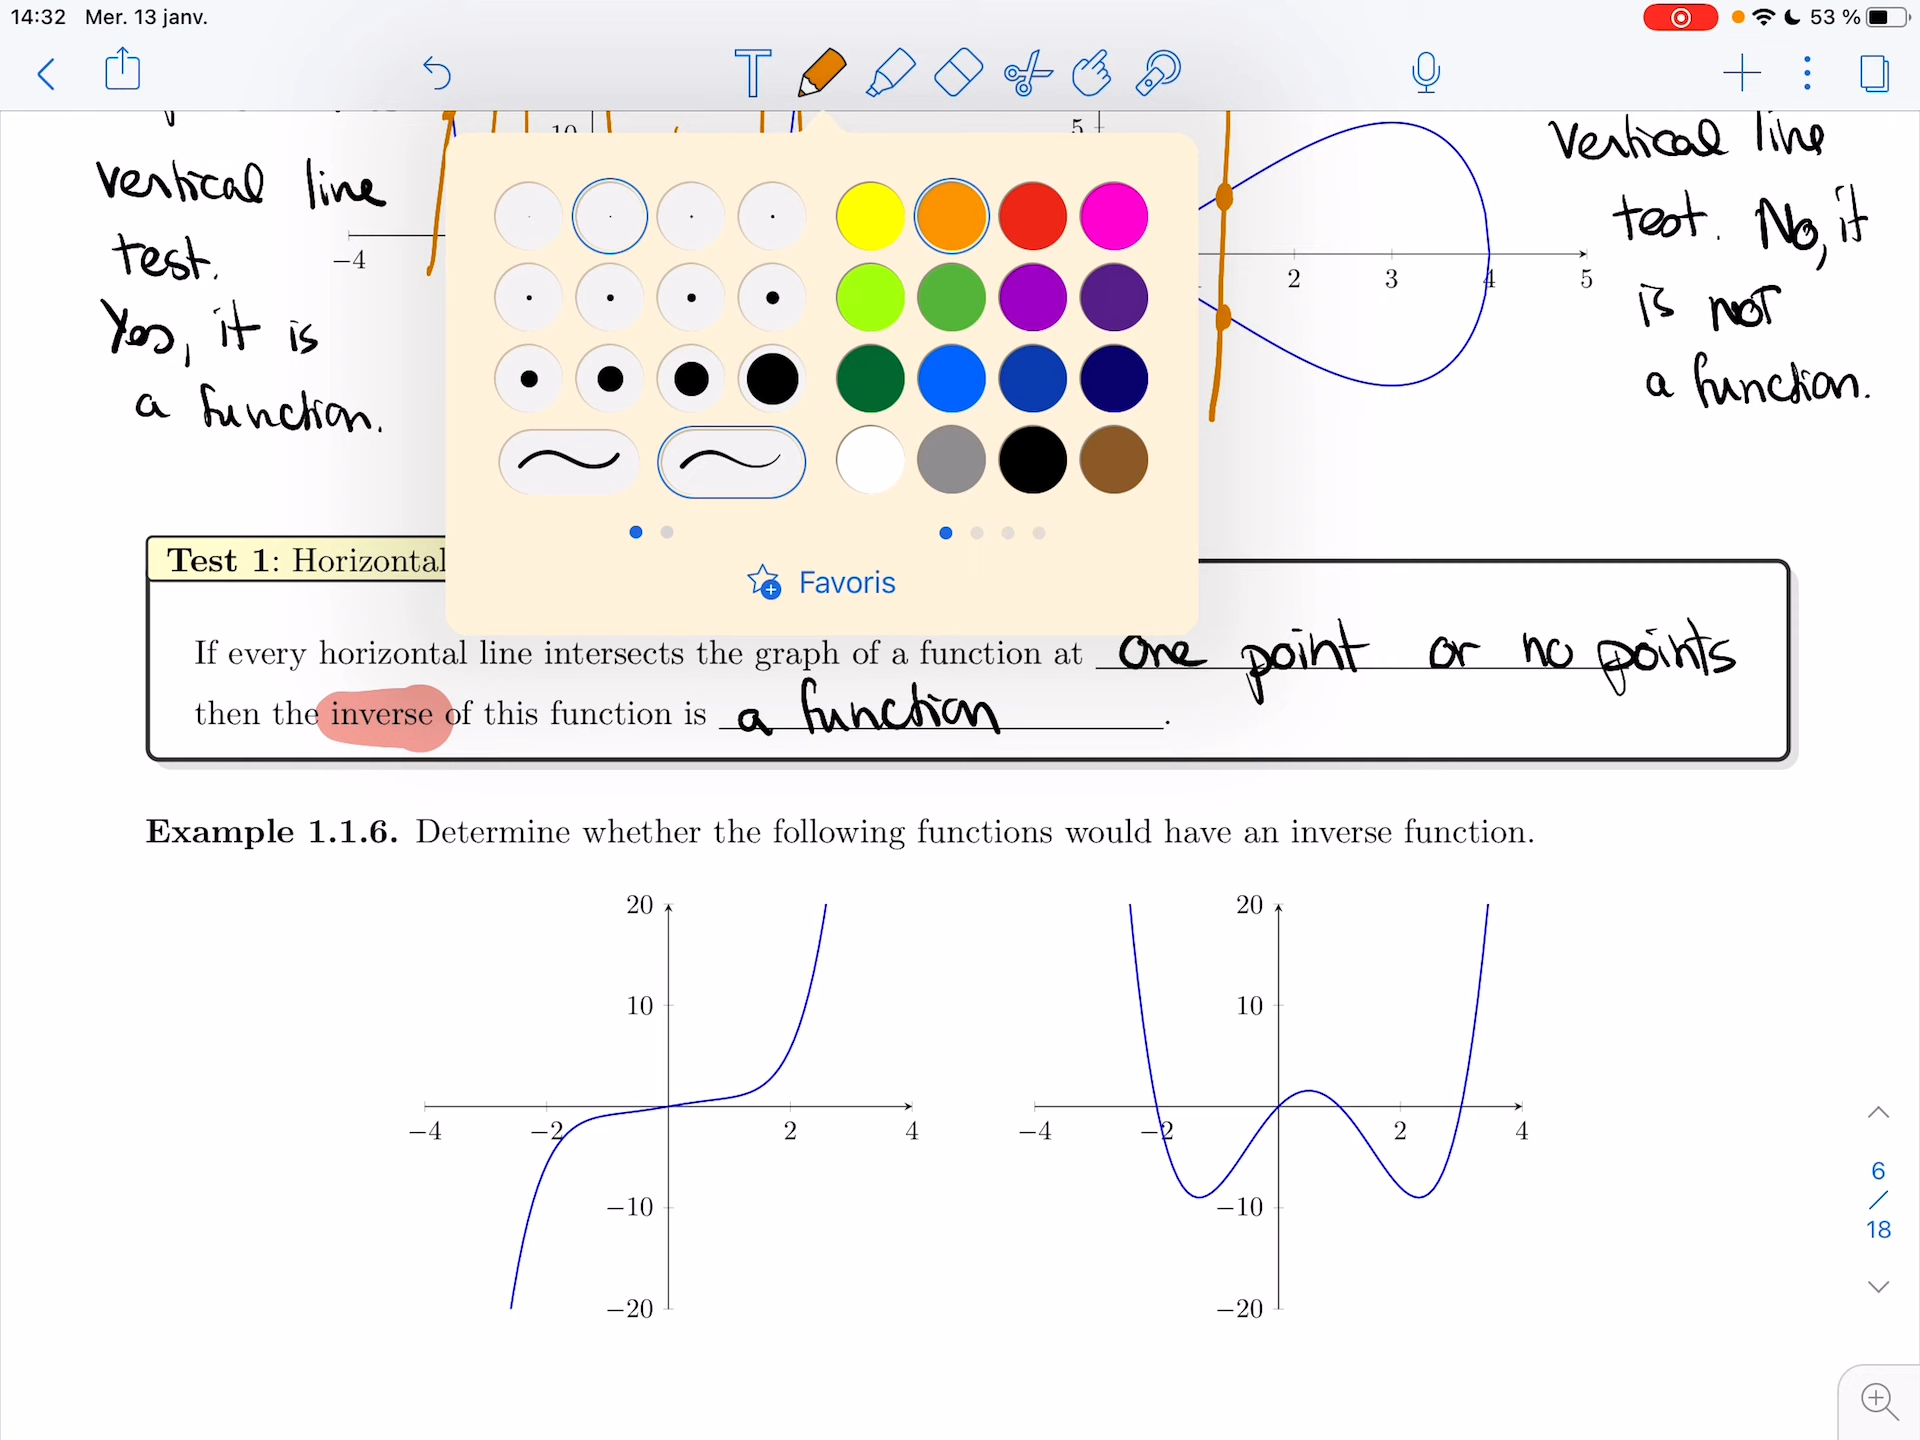 14:32 Mer. 13 janv.
53 %
T
10
5
vertical line
test.
Yes, it is
a function.
−4
2 3 4 5
Vertical line
test. No, it
is not
a function.
Favoris
Test 1: Horizontal
If every horizontal line intersects the graph of a function at one point or no points
then the inverse of this function is a function.
Example 1.1.6. Determine whether the following functions would have an inverse function.
20
10
−4 −2 2 4
−10
−20
20
10
−4 −2 2 4
−10
−20
6
/
18